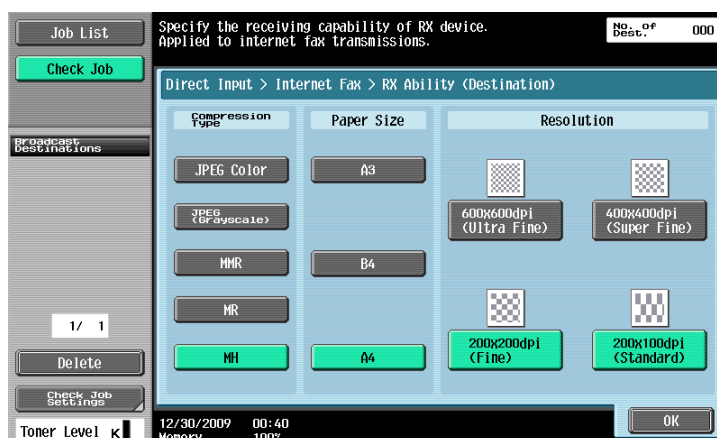 Job List
Check Job
Specify the receiving capability of RX device.
Applied to internet fax transmissions.
No. of
Dest.
000
Direct Input > Internet Fax > RX Ability (Destination)
Broadcast
Destinations
Compression
Type
Paper Size
Resolution
JPEG Color
A3
JPEG
(Grayscale)
600X600dpi
(Ultra Fine)
400X400dpi
(Super Fine)
MMR
B4
MR
MH
A4
200X200dpi
(Fine)
200X100dpi
(Standard)
1/ 1
Delete
Check Job
Settings
Toner Level K
12/30/2009 00:40
Memory 100%
OK